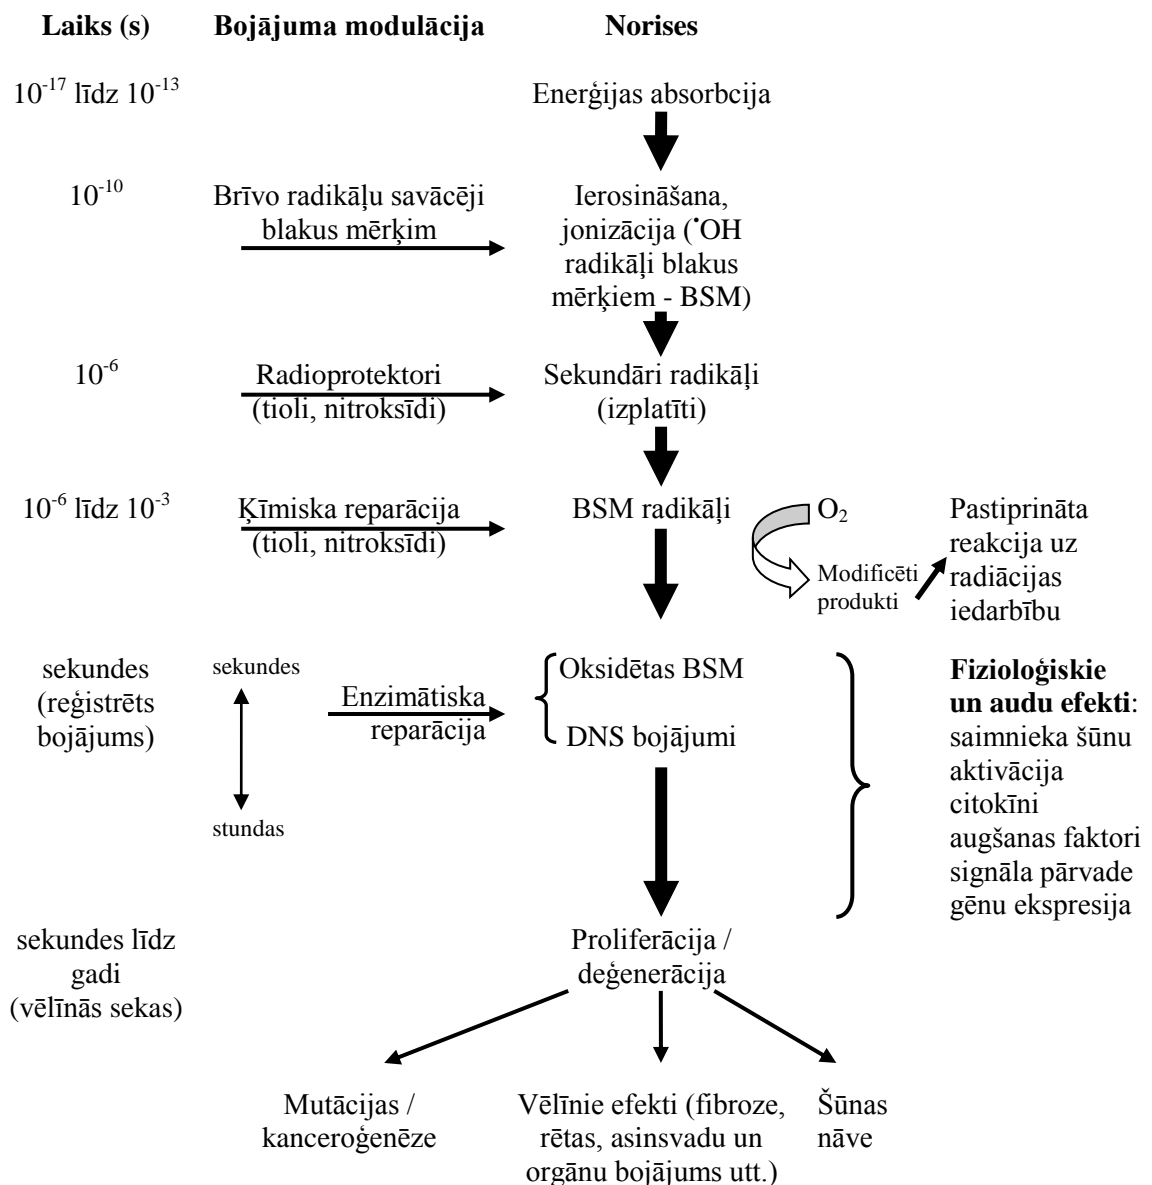 Laiks (s) Bojājuma modulācija Norises
10⁻¹⁷ līdz 10⁻¹³ Enerģijas absorbcija
10⁻¹⁰ Brīvo radikāļu savācēji
blakus mērķim
Ierosināšana,
jonizācija (•OH
radikāļi blakus
mērķiem - BSM)
10⁻⁶ Radioprotektori
(tioli, nitroksīdi)
Sekundāri radikāļi
(izplatīti)
10⁻⁶ līdz 10⁻³ Ķīmiska reparācija
(tioli, nitroksīdi)
BSM radikāļi
O₂
Modificēti
produkti
Pastiprināta
reakcija uz
radiācijas
iedarbību
sekundes
(reģistrēts
bojājums)
sekundes
stundas
Enzimātiska
reparācija
Oksidētas BSM
DNS bojājumi
Fizioloģiskie
un audu efekti:
saimnieka šūnu
aktivācija
citokīni
augšanas faktori
signāla pārvade
gēnu ekspresija
sekundes līdz
gadi
(vēlīnās sekas)
Proliferācija /
deģenerācija
Mutācijas /
kanceroģenēze
Vēlīnie efekti (fibroze,
rētas, asinsvadu un
orgānu bojājums utt.)
Šūnas
nāve